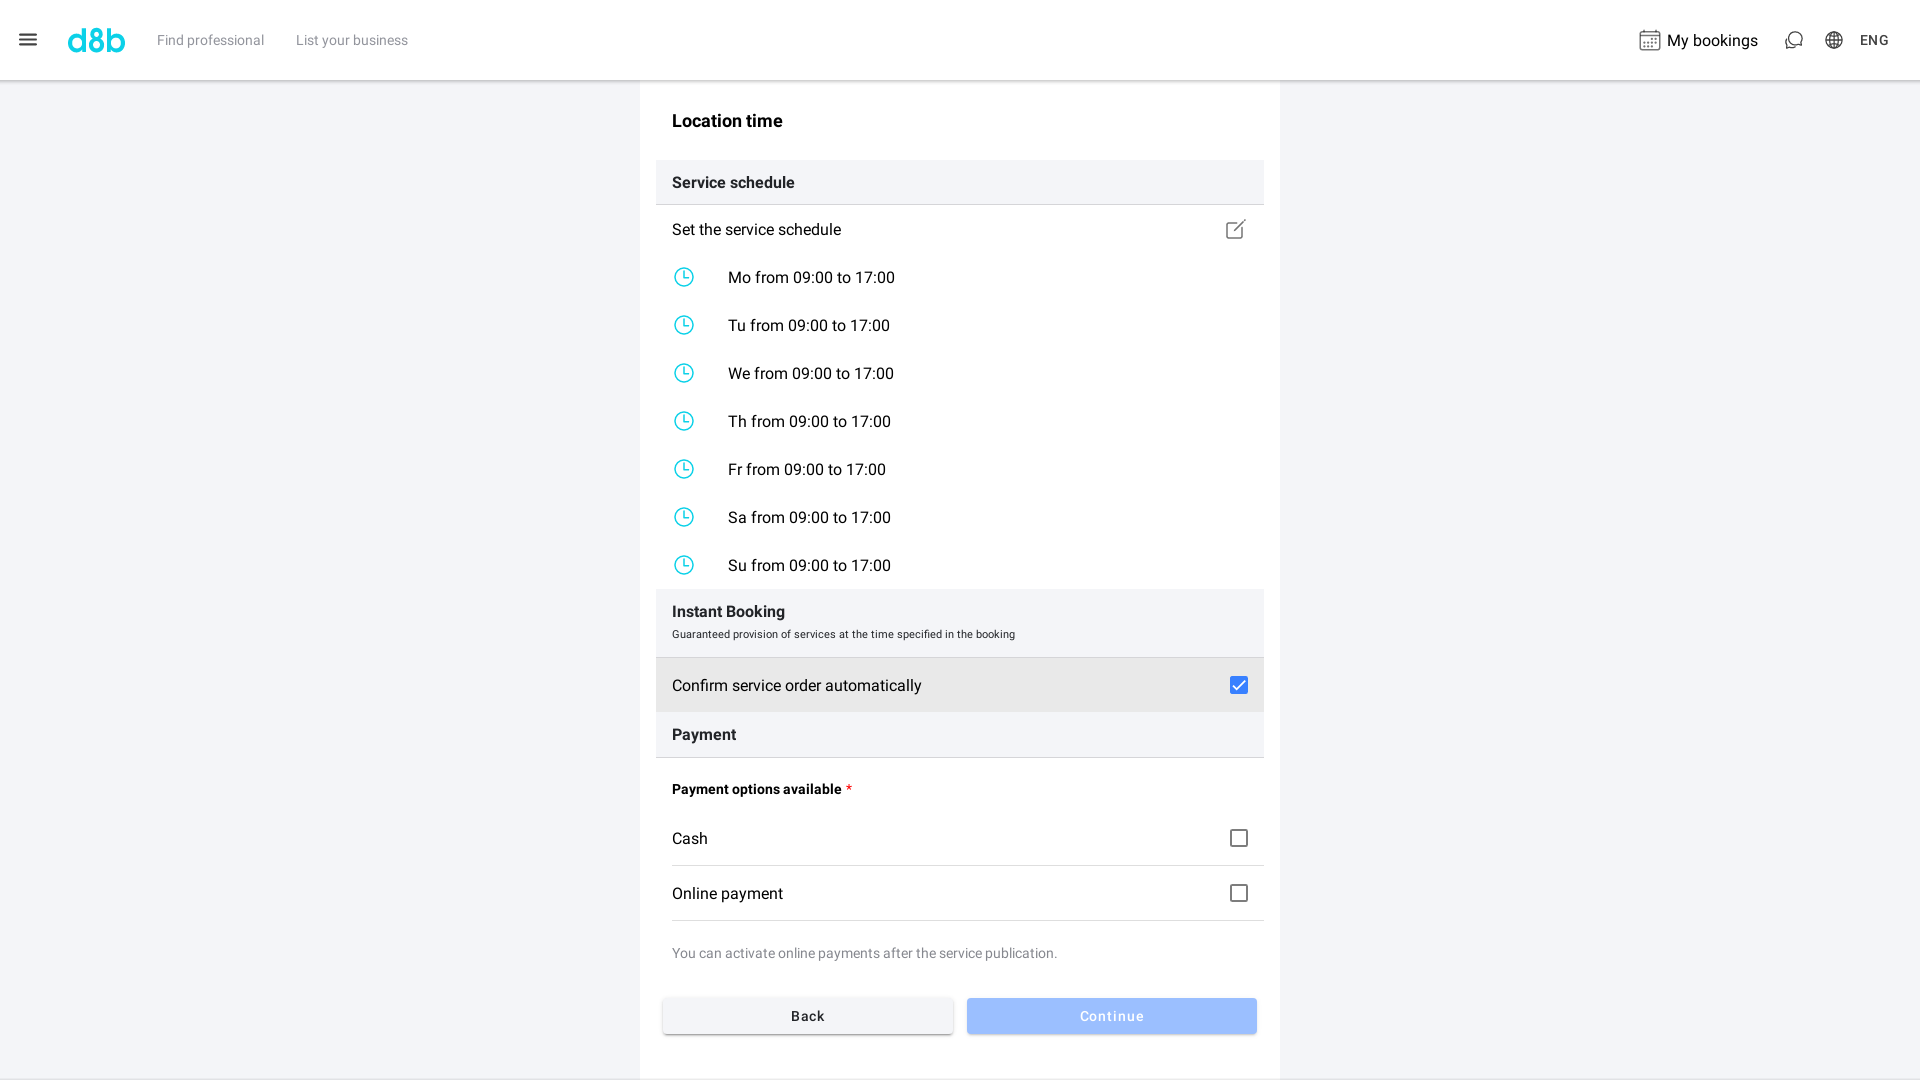 d8b
Find professional
List your business
My bookings
ENG
Location time
Service schedule
Set the service schedule
Mo from 09:00 to 17:00
Tu from 09:00 to 17:00
We from 09:00 to 17:00
Th from 09:00 to 17:00
Fr from 09:00 to 17:00
Sa from 09:00 to 17:00
Su from 09:00 to 17:00
Instant Booking
Guaranteed provision of services at the time specified in the booking
Confirm service order automatically
Payment
Payment options available *
Cash
Online payment
You can activate online payments after the service publication.
Back
Continue